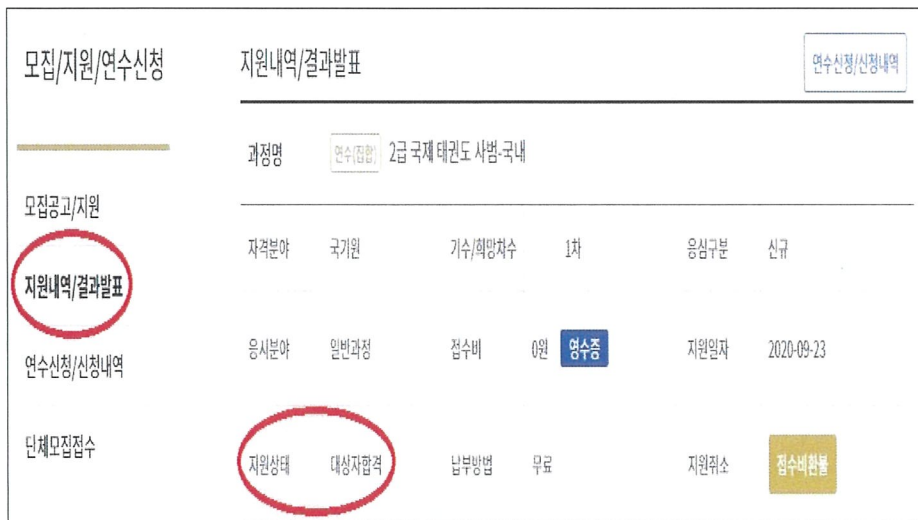 모집/지원/연수신청
모집공고/지원
지원내역/결과발표
연수신청/신청내역
단체모집접수
지원내역/결과발표
연수신청/신청내역
과정명 연수(집합) 2급 국제 태권도 사범-국내
자격분야 국기원 기수/희망차수 1차 응심구분 신규
응시분야 일반과정 접수비 0원 영수증 지원일자 2020-09-23
지원상태 대상자합격 납부방법 무료 지원취소 접수비환불